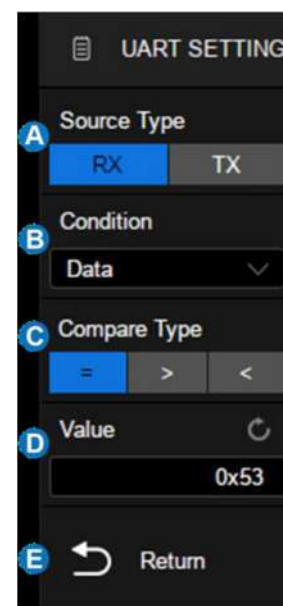 UART SETTING
A
Source Type
RX TX
B
Condition
Data
C
Compare Type
= > <
D
Value
0x53
E
Return